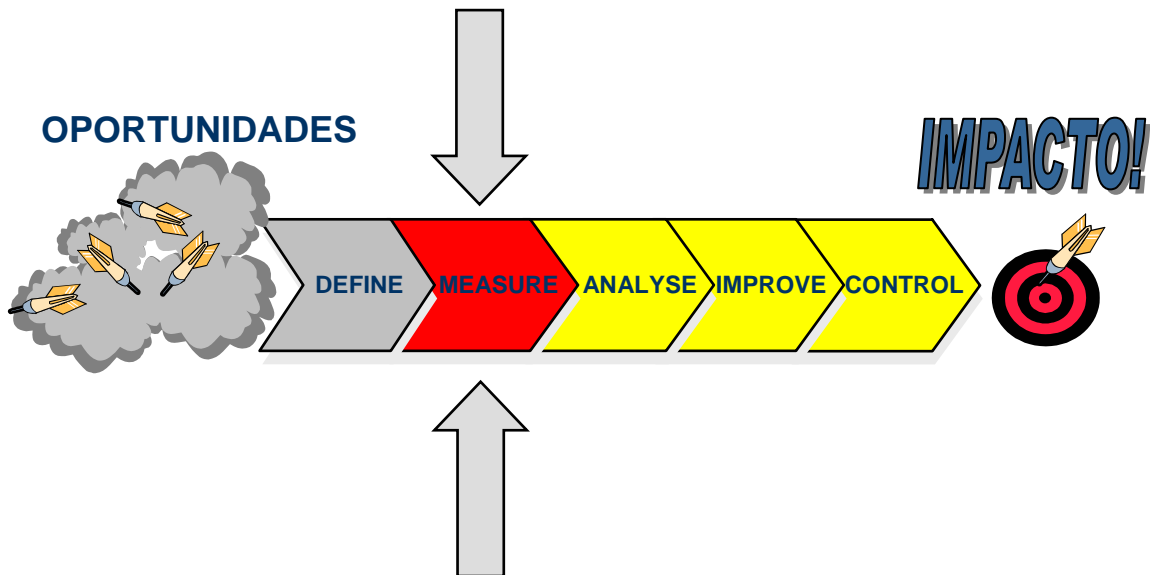 OPORTUNIDADES
IMPACTO!
DEFINE
MEASURE
ANALYSE
IMPROVE
CONTROL